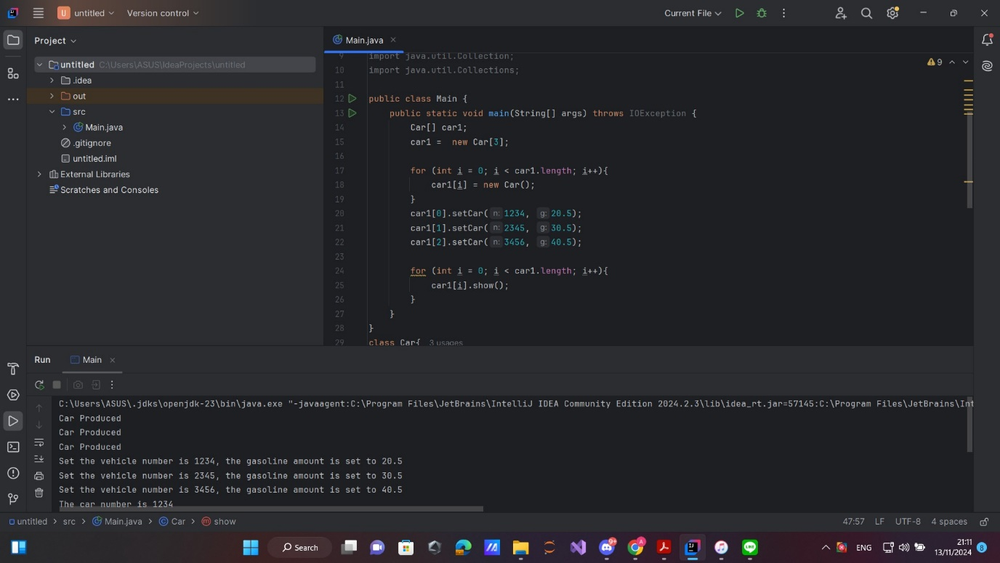 U untitled Version control Current File
Project
Main.java
untitled C:\Users\ASUS\IdeaProjects\untitled
.idea
out
src
Main.java
.gitignore
untitled.iml
External Libraries
Scratches and Consoles
9
9 import java.util.Collection;
10 import java.util.Collections;
11
12 public class Main {
13 public static void main(String[] args) throws IOException {
14 Car[] car1;
15 car1 =  new Car[3];
16
17 for (int i = 0; i < car1.length; i++){
18 car1[i] = new Car();
19 }
20 car1[0].setCar( n: 1234, g: 20.5);
21 car1[1].setCar( n: 2345, g: 30.5);
22 car1[2].setCar( n: 3456, g: 40.5);
23
24 for (int i = 0; i < car1.length; i++){
25 car1[i].show();
26 }
27 }
28 }
29 class Car{ 3 usages
Run Main
C:\Users\ASUS\.jdks\openjdk-23\bin\java.exe "-javaagent:C:\Program Files\JetBrains\IntelliJ IDEA Community Edition 2024.2.3\lib\idea_rt.jar=57145:C:\Program Files\JetBrains\Int
Car Produced
Car Produced
Car Produced
Set the vehicle number is 1234, the gasoline amount is set to 20.5
Set the vehicle number is 2345, the gasoline amount is set to 30.5
Set the vehicle number is 3456, the gasoline amount is set to 40.5
The car number is 1234
untitled > src > Main.java > Car > show 47:57 LF UTF-8 4 spaces
Search
9+
A
ENG
21:11
13/11/2024
8